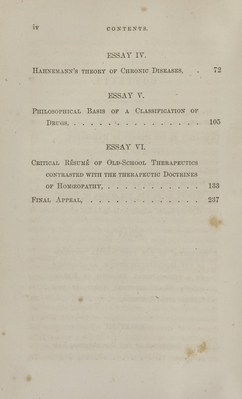 iv CONTENTS.
ESSAY IV.
HAHNEMANN'S THEORY OF CHRONIC DISEASES, . 72
ESSAY V.
PHILOSOPHICAL BASIS OF A CLASSIFICATION OF
DRUGS, . . . . . . . . . . . . . . . 105
ESSAY VI.
CRITICAL RÉSUMÉ OF OLD-SCHOOL THERAPEUTICS
CONTRASTED WITH THE THERAPEUTIC DOCTRINES
OF HOMŒOPATHY, . . . . . . . . . . . 133
FINAL APPEAL, . . . . . . . . . . . . . 237